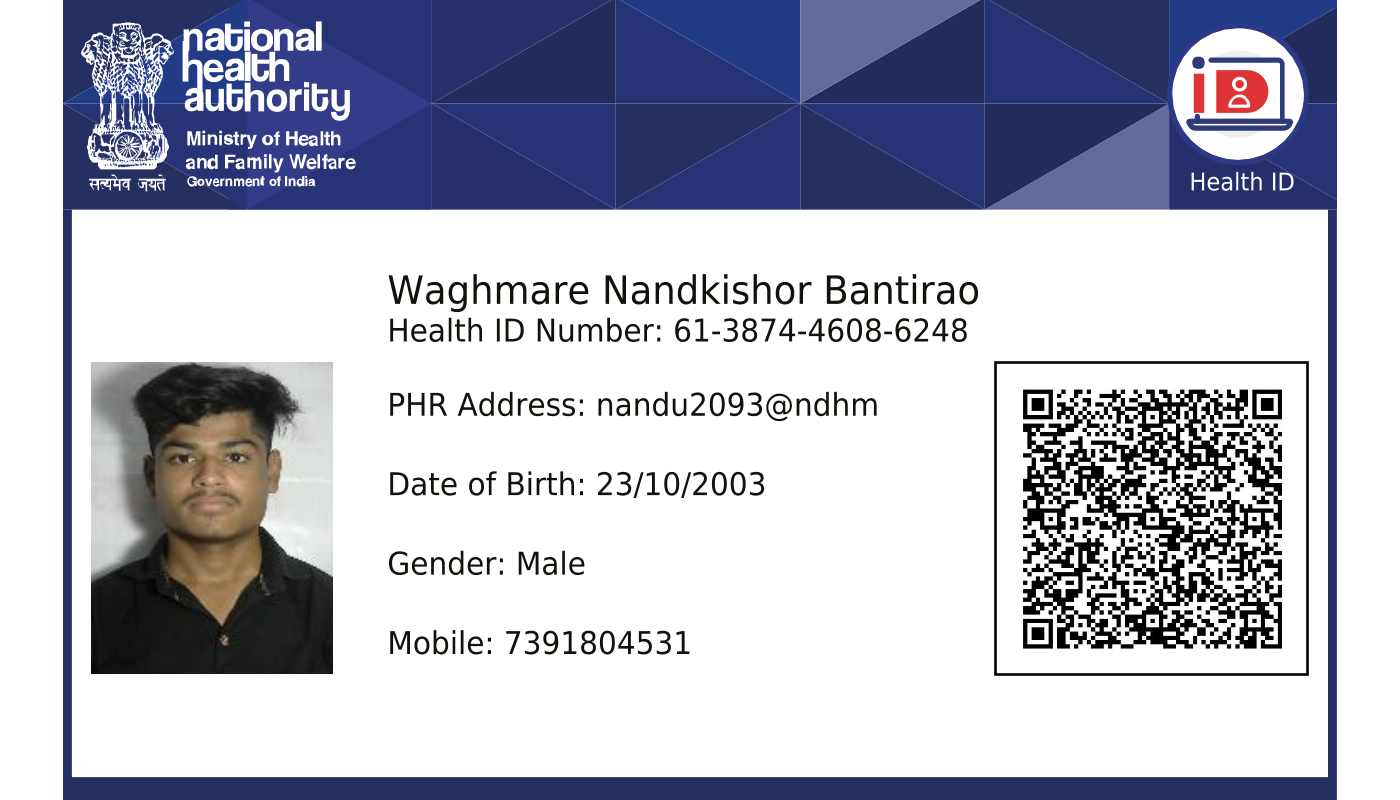 national
health
authority
Ministry of Health
and Family Welfare
Government of India
सत्यमेव जयते
Health ID
Waghmare Nandkishor Bantirao
Health ID Number: 61-3874-4608-6248
PHR Address: nandu2093@ndhm
Date of Birth: 23/10/2003
Gender: Male
Mobile: 7391804531